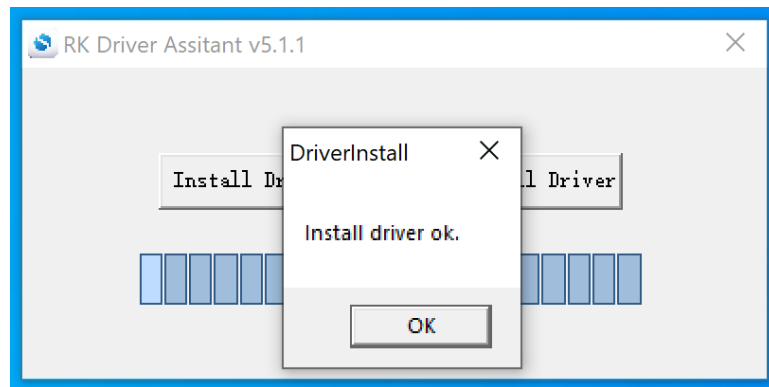 RK Driver Assitant v5.1.1
DriverInstall
Install Dr
l Driver
Install driver ok.
OK